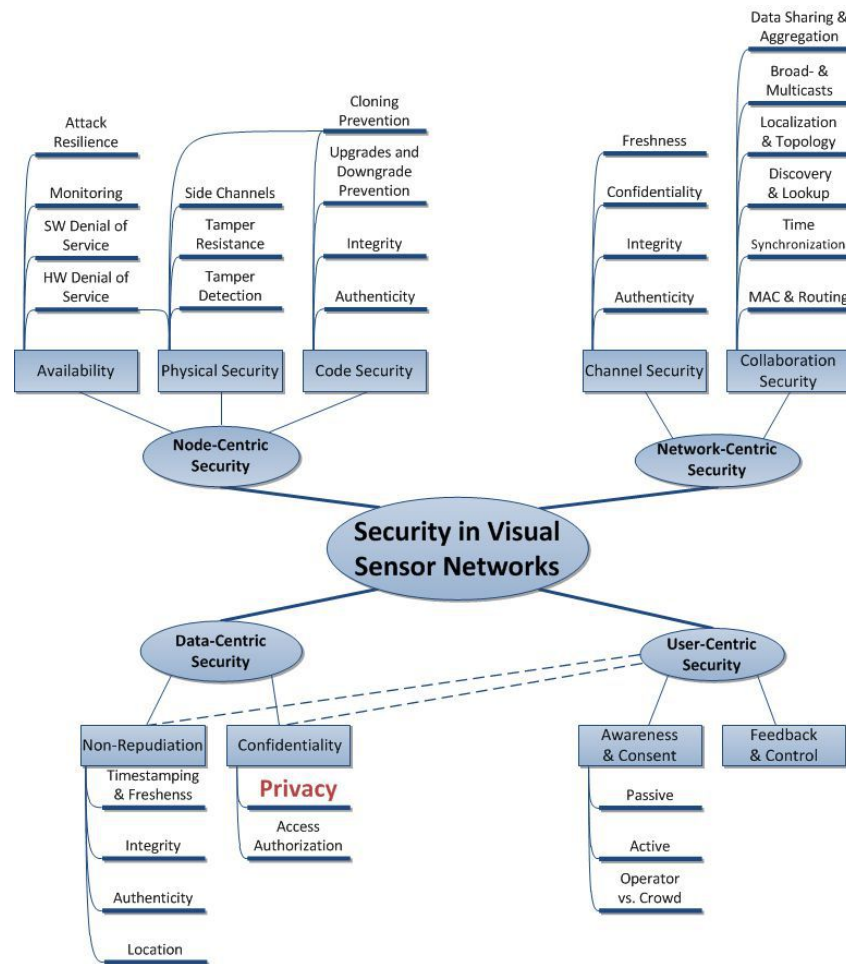 Data Sharing &
Aggregation
Broad- &
Multicasts
Localization
& Topology
Discovery
& Lookup
Time
Synchronization
MAC & Routing
Cloning
Prevention
Upgrades and
Downgrade
Prevention
Integrity
Authenticity
Attack
Resilience
Monitoring
SW Denial of
Service
HW Denial of
Service
Side Channels
Tamper
Resistance
Tamper
Detection
Freshness
Confidentiality
Integrity
Authenticity
Availability
Physical Security
Code Security
Channel Security
Collaboration
Security
Node-Centric
Security
Network-Centric
Security
Security in Visual
Sensor Networks
Data-Centric
Security
User-Centric
Security
Non-Repudiation
Confidentiality
Awareness
& Consent
Feedback
& Control
Timestamping
& Freshenss
Integrity
Authenticity
Location
Privacy
Access
Authorization
Passive
Active
Operator
vs. Crowd